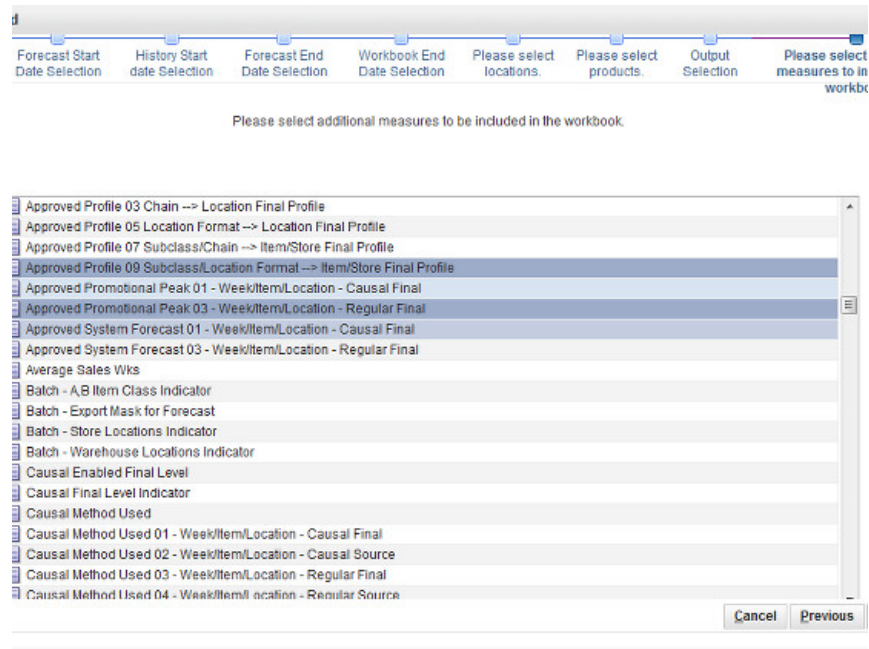 d
Forecast Start Date Selection
History Start date Selection
Forecast End Date Selection
Workbook End Date Selection
Please select locations.
Please select products.
Output Selection
Please select measures to in workbo
Please select additional measures to be included in the workbook.
Approved Profile 03 Chain --> Location Final Profile
Approved Profile 05 Location Format --> Location Final Profile
Approved Profile 07 Subclass/Chain --> Item/Store Final Profile
Approved Profile 09 Subclass/Location Format --> Item/Store Final Profile
Approved Promotional Peak 01 - Week/Item/Location - Causal Final
Approved Promotional Peak 03 - Week/Item/Location - Regular Final
Approved System Forecast 01 - Week/Item/Location - Causal Final
Approved System Forecast 03 - Week/Item/Location - Regular Final
Average Sales Wks
Batch - A,B Item Class Indicator
Batch - Export Mask for Forecast
Batch - Store Locations Indicator
Batch - Warehouse Locations Indicator
Causal Enabled Final Level
Causal Final Level Indicator
Causal Method Used
Causal Method Used 01 - Week/Item/Location - Causal Final
Causal Method Used 02 - Week/Item/Location - Causal Source
Causal Method Used 03 - Week/Item/Location - Regular Final
Causal Method Used 04 - Week/Item/Location - Regular Source
Cancel
Previous